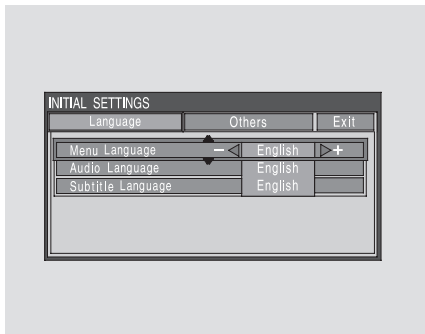 INITIAL SETTINGS
Language Others Exit
Menu Language − English +
Audio Language English
Subtitle Language English